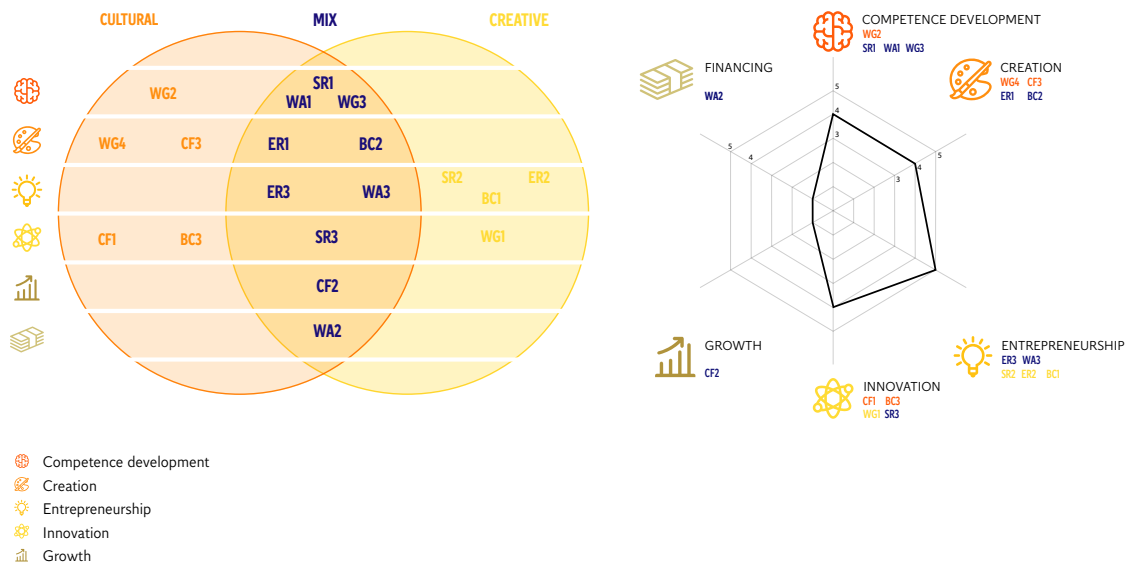 CULTURAL MIX CREATIVE
SR1
WG2
WA1 WG3
WG4 CF3 ER1 BC2
SR2 ER2
ER3 WA3
BC1
CF1 BC3 SR3 WG1
CF2
WA2
Competence development
Creation
Entrepreneurship
Innovation
Growth
COMPETENCE DEVELOPMENT
WG2
SR1 WA1 WG3
FINANCING
WA2
CREATION
WG4 CF3
ER1 BC2
5
4
3
5
4
5
4
3
GROWTH
CF2
ENTREPRENEURSHIP
ER3 WA3
SR2 ER2 BC1
INNOVATION
CF1 BC3
WG1 SR3